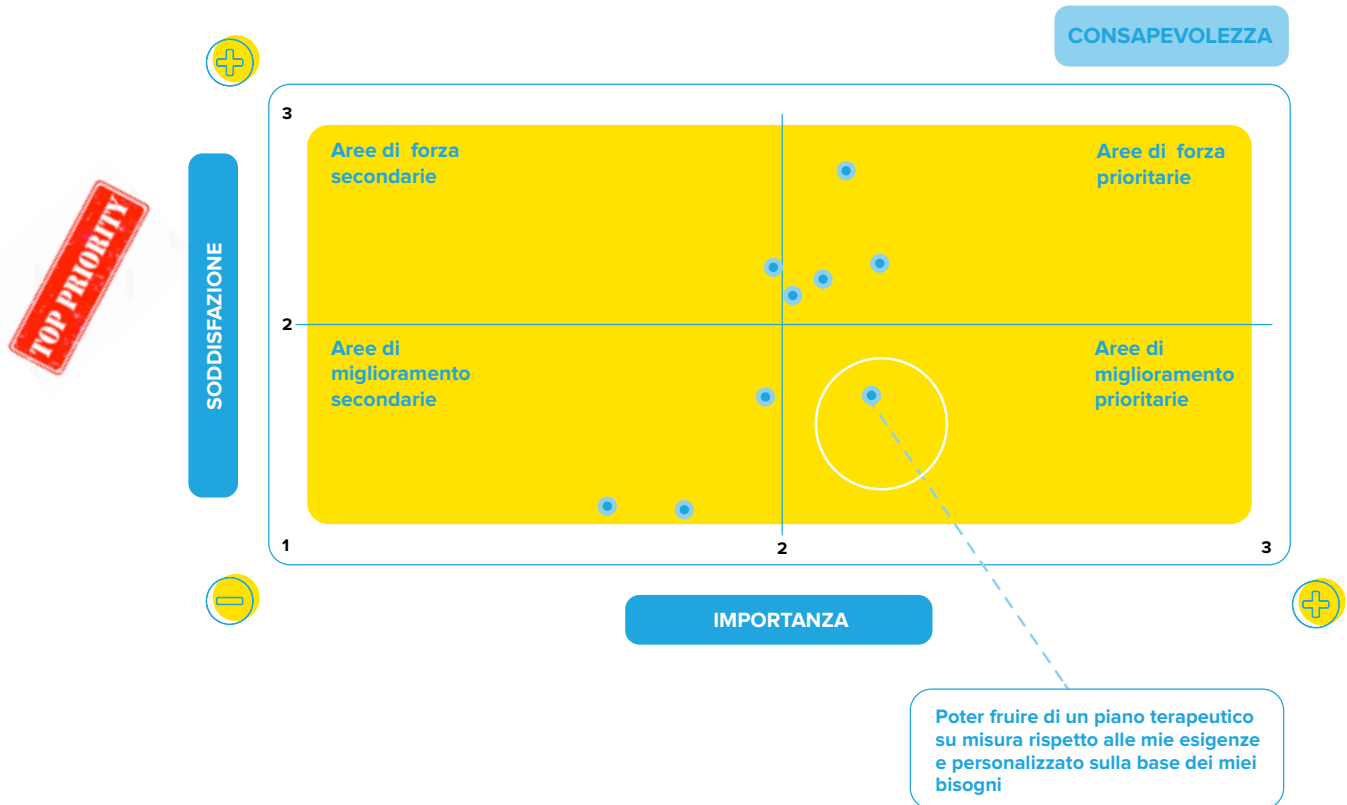 CONSAPEVOLEZZA
3
Aree di forza
secondarie
Aree di forza
prioritarie
TOP PRIORITY
SODDISFAZIONE
2
Aree di
miglioramento
secondarie
Aree di
miglioramento
prioritarie
1
2
3
IMPORTANZA
Poter fruire di un piano terapeutico
su misura rispetto alle mie esigenze
e personalizzato sulla base dei miei
bisogni